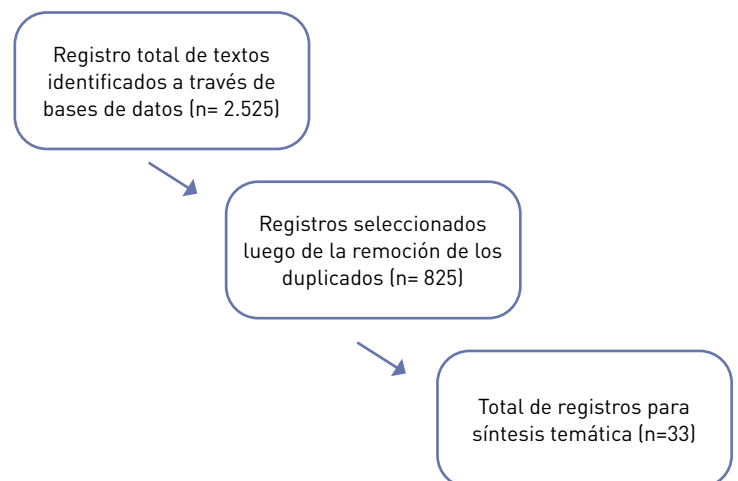 Registro total de textos
identificados a través de
bases de datos (n= 2.525)
Registros seleccionados
luego de la remoción de los
duplicados (n= 825)
Total de registros para
síntesis temática (n=33)